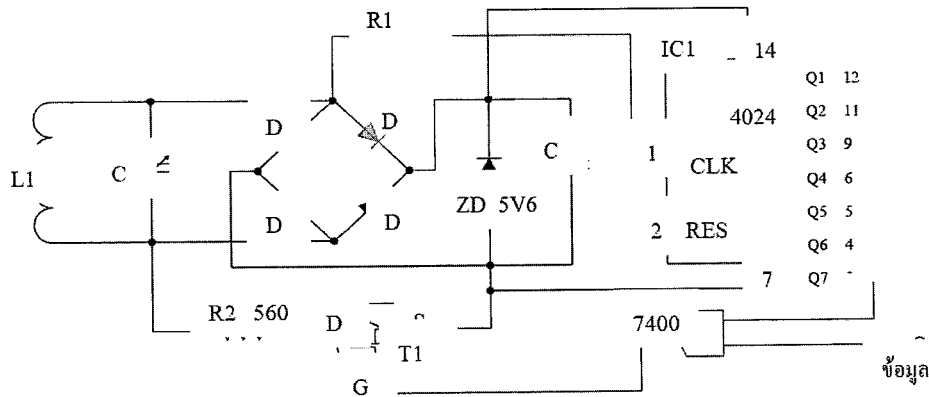 R1
IC1 14
Q1 12
D D 4024 Q2 11
C 1 Q3 9
L1 C CLK Q4 6
D D ZD 5V6 Q5 5
2 RES Q6 4
7 Q7
R2 560 D 7400
T1
G ข้อมูล